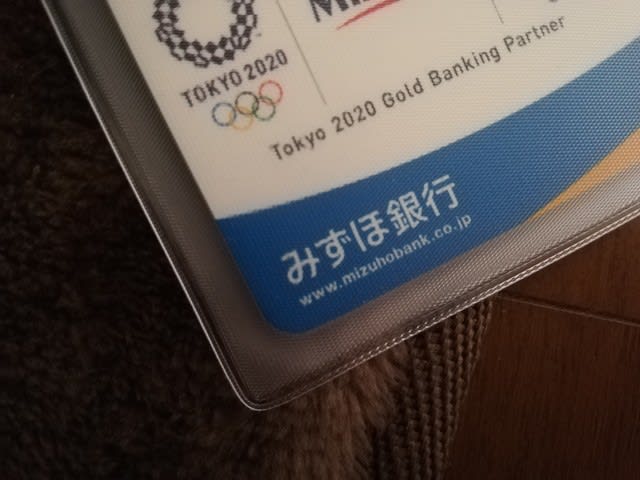 TOKYO 2020
Tokyo 2020 Gold Banking Partner
みずほ銀行
www.mizuhobank.co.jp